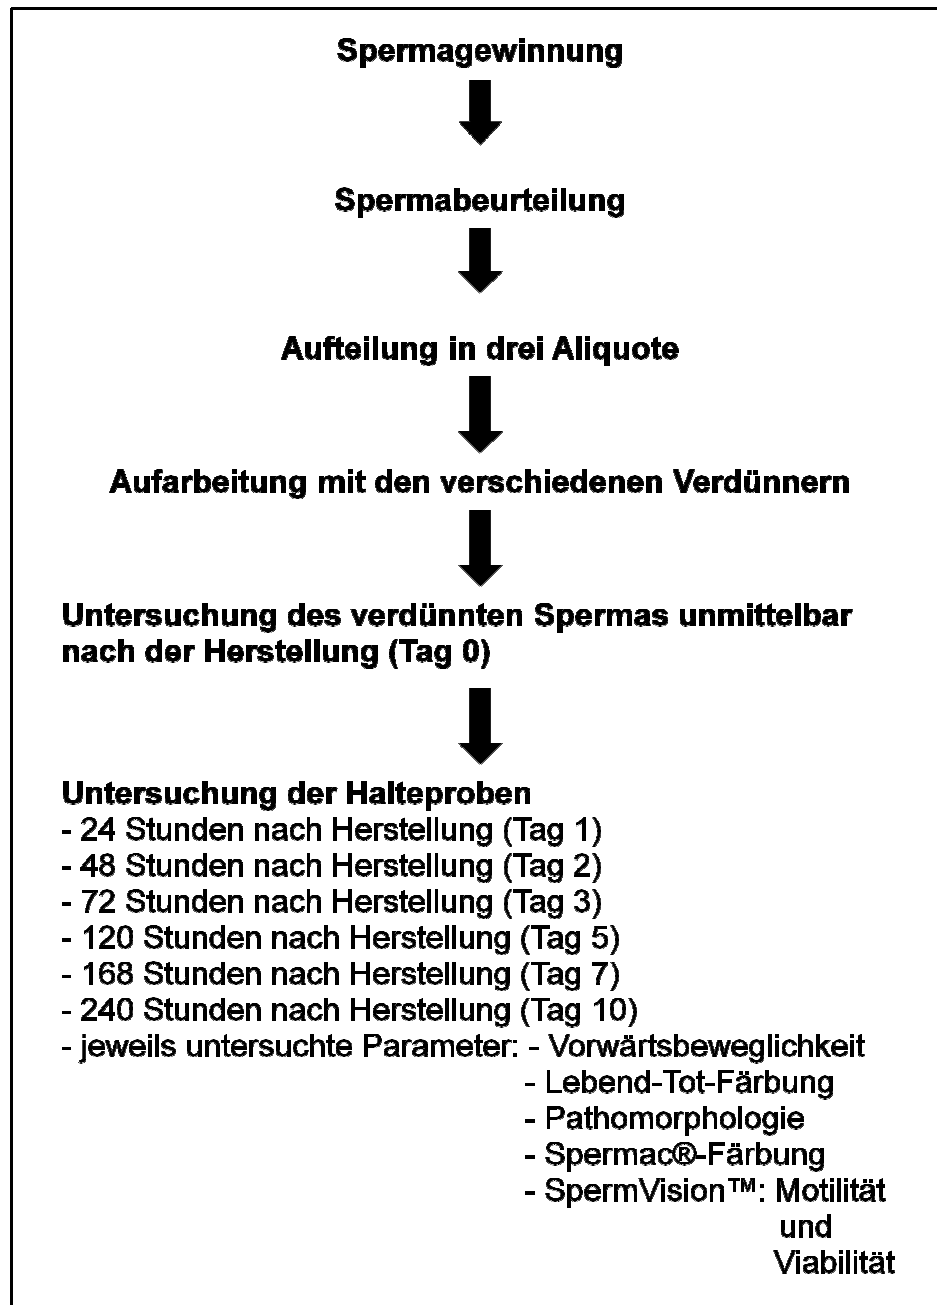 Spermagewinnung
Spermabeurteilung
Aufteilung in drei Aliquote
Aufarbeitung mit den verschiedenen Verdünnern
Untersuchung des verdünnten Spermas unmittelbar
nach der Herstellung (Tag 0)
Untersuchung der Halteproben
- 24 Stunden nach Herstellung (Tag 1)
- 48 Stunden nach Herstellung (Tag 2)
- 72 Stunden nach Herstellung (Tag 3)
- 120 Stunden nach Herstellung (Tag 5)
- 168 Stunden nach Herstellung (Tag 7)
- 240 Stunden nach Herstellung (Tag 10)
- jeweils untersuchte Parameter: - Vorwärtsbeweglichkeit
- Lebend-Tot-Färbung
- Pathomorphologie
- Spermac®-Färbung
- SpermVision™: Motilität
und
Viabilität